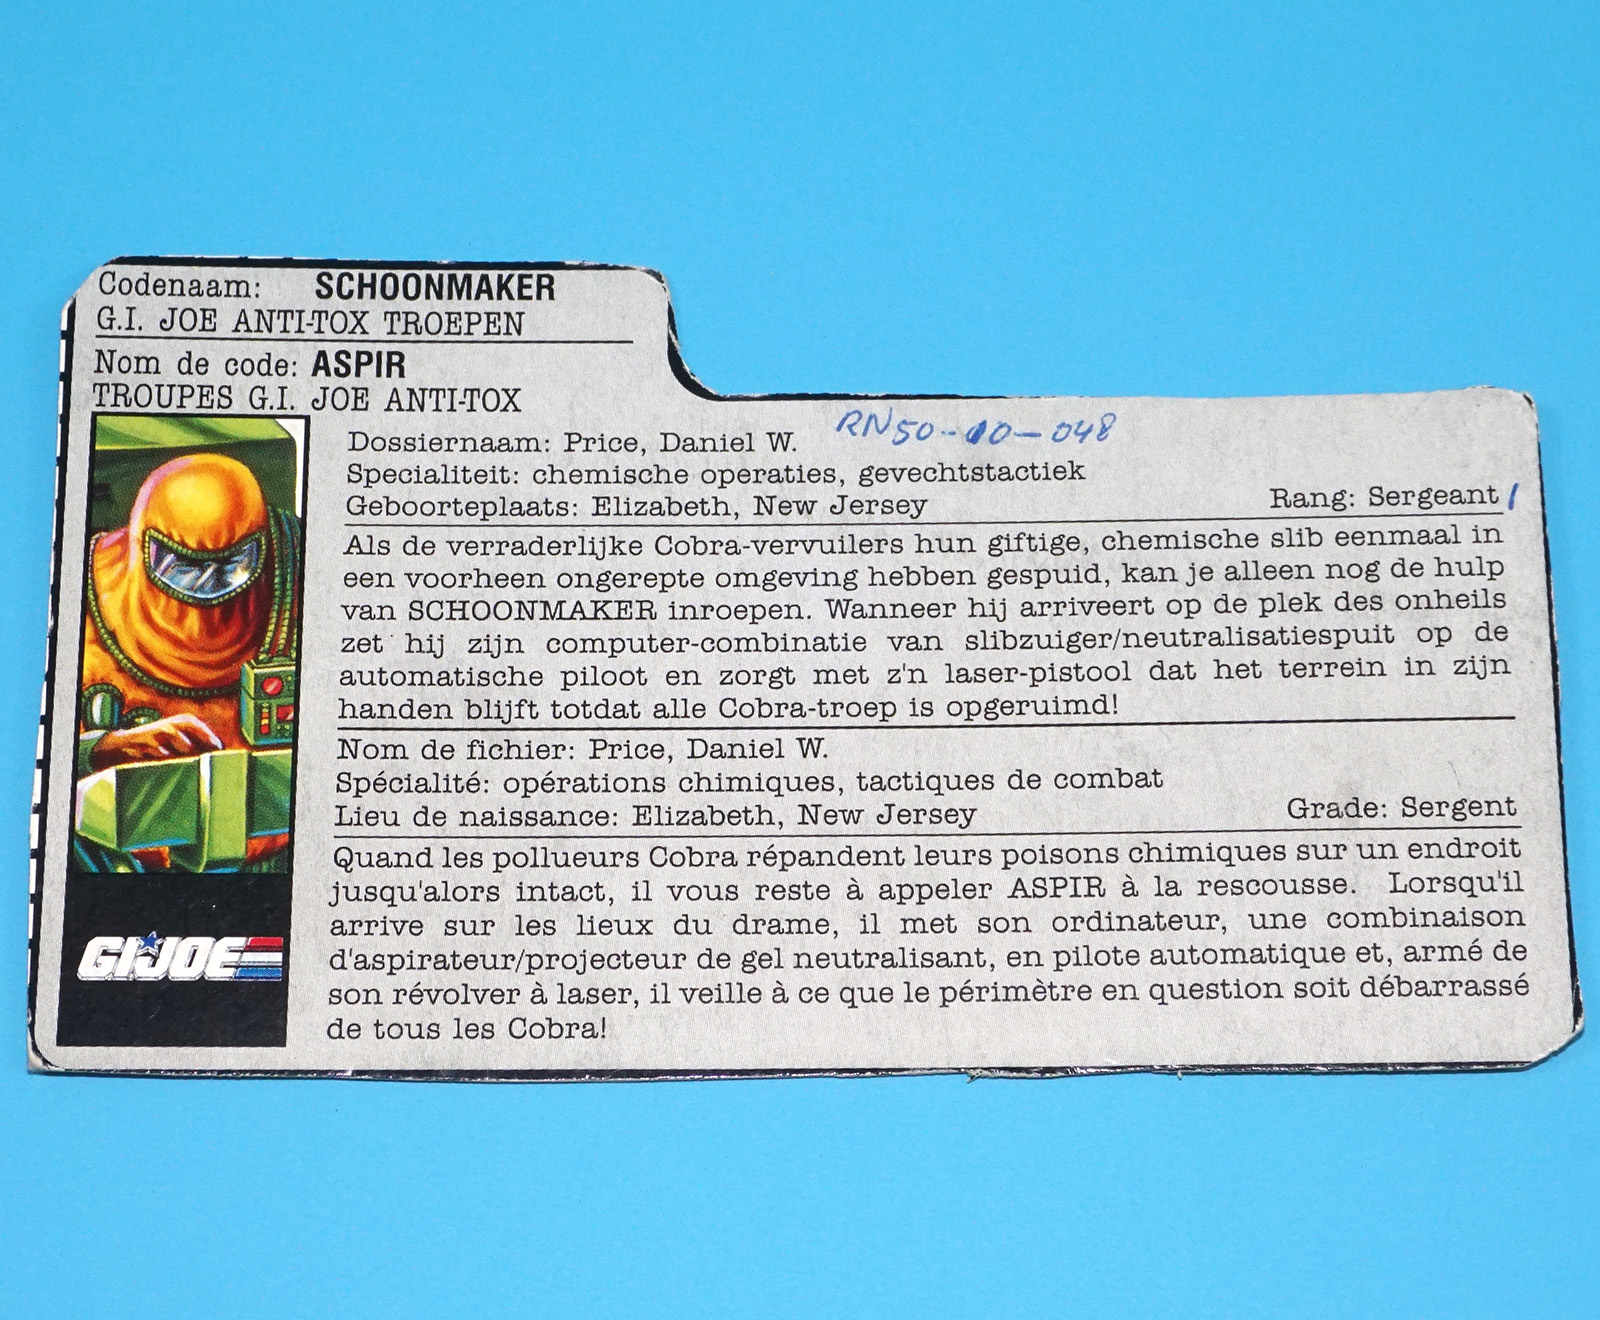 Codenaam: SCHOONMAKER
G.I. JOE ANTI-TOX TROEPEN
Nom de code: ASPIR
TROUPES G.I. JOE ANTI-TOX
RN50-10-048
Dossiernaam: Price, Daniel W.
Specialiteit: chemische operaties, gevechtstactiek
Geboorteplaats: Elizabeth, New Jersey Rang: Sergeant /
Als de verraderlijke Cobra-vervuilers hun giftige, chemische slib eenmaal in
een voorheen ongerepte omgeving hebben gespuid, kan je alleen nog de hulp
van SCHOONMAKER inroepen. Wanneer hij arriveert op de plek des onheils
zet hij zijn computer-combinatie van slibzuiger/neutralisatiespuit op de
automatische piloot en zorgt met z'n laser-pistool dat het terrein in zijn
handen blijft totdat alle Cobra-troep is opgeruimd!
Nom de fichier: Price, Daniel W.
Spécialité: opérations chimiques, tactiques de combat
Lieu de naissance: Elizabeth, New Jersey Grade: Sergent
Quand les pollueurs Cobra répandent leurs poisons chimiques sur un endroit
jusqu'alors intact, il vous reste à appeler ASPIR à la rescousse. Lorsqu'il
arrive sur les lieux du drame, il met son ordinateur, une combinaison
d'aspirateur/projecteur de gel neutralisant, en pilote automatique et, armé de
son révolver à laser, il veille à ce que le périmètre en question soit débarrassé
de tous les Cobra!
GI JOE